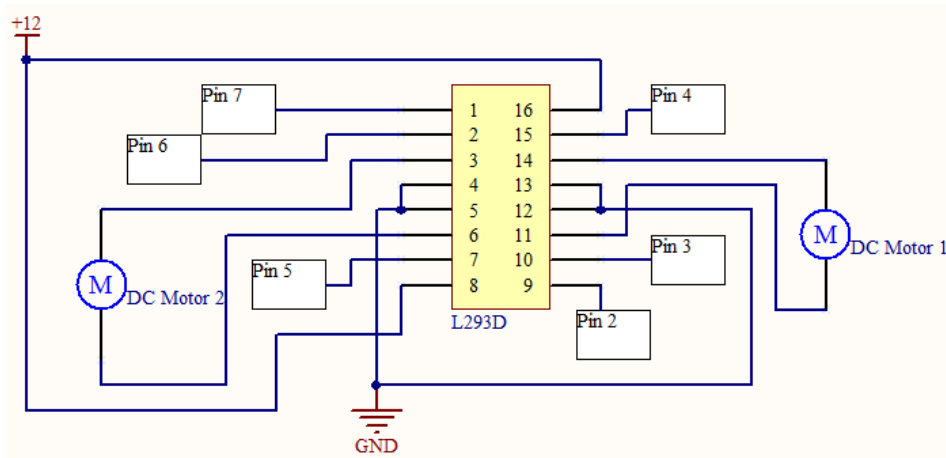 +12
Pin 7
Pin 4
1 16
Pin 6
2 15
3 14
4 13
5 12
6 11
M DC Motor 1
Pin 3
7 10
Pin 5
8 9
M DC Motor 2
L293D
Pin 2
GND